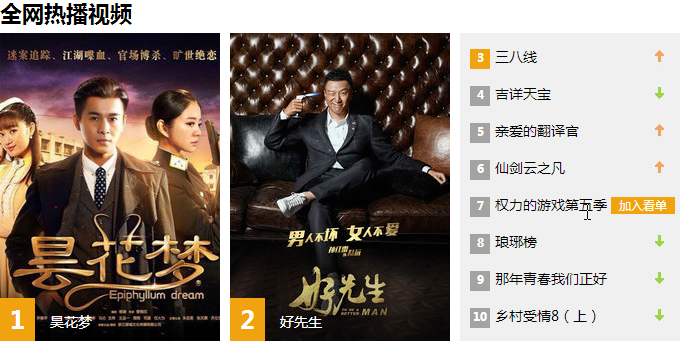 全网热播视频
迷案追踪、江湖喋血、官场博杀、旷世绝恋
昙花梦
Epiphyllum dream
1
昙花梦
男人不坏 女人不爱
好先生
TO BE A BETTER MAN
2
好先生
3 三八线
4 吉详天宝
5 亲爱的翻译官
6 仙剑云之凡
7 权力的游戏第五季 加入看单
8 琅琊榜
9 那年青春我们正好
10 乡村受情8（上）